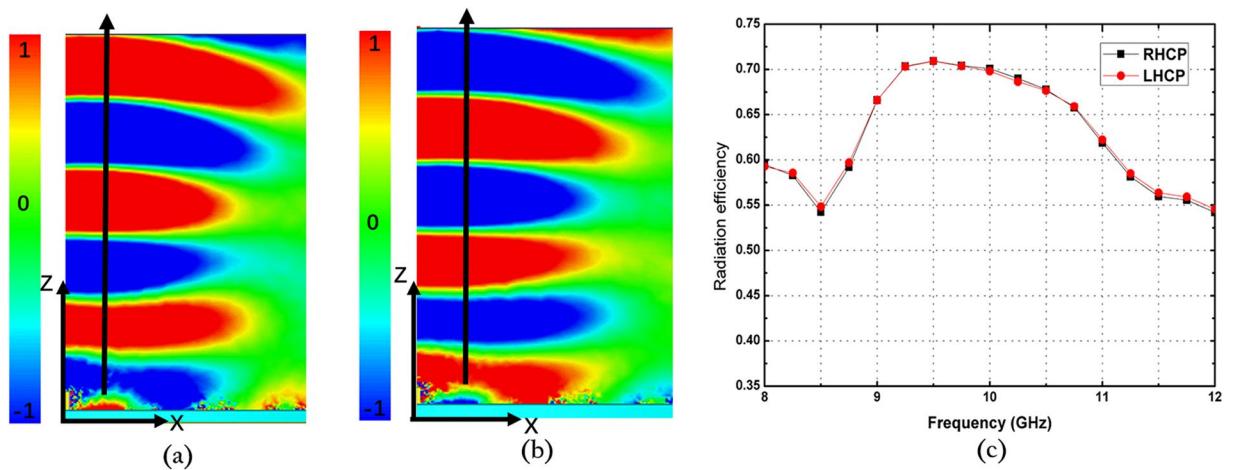 1
0
-1
Z
X
(a)
1
0
-1
Z
X
(b)
0.75
0.70
0.65
0.60
0.55
0.50
0.45
0.40
0.35
Radiation efficiency
RHCP
LHCP
8 9 10 11 12
Frequency (GHz)
(c)